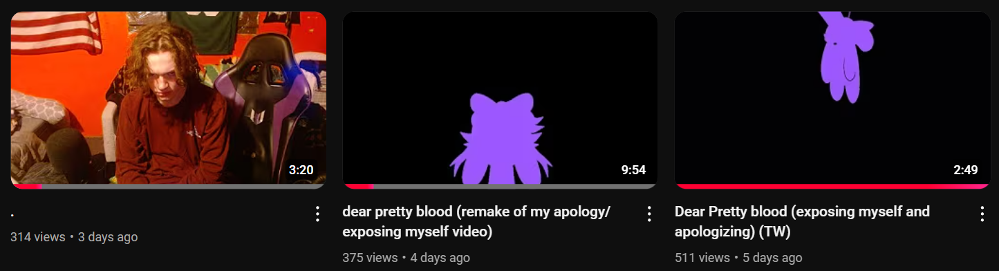 3:20
9:54
2:49
.
314 views • 3 days ago
dear pretty blood (remake of my apology/
exposing myself video)
375 views • 4 days ago
Dear Pretty blood (exposing myself and
apologizing) (TW)
511 views • 5 days ago